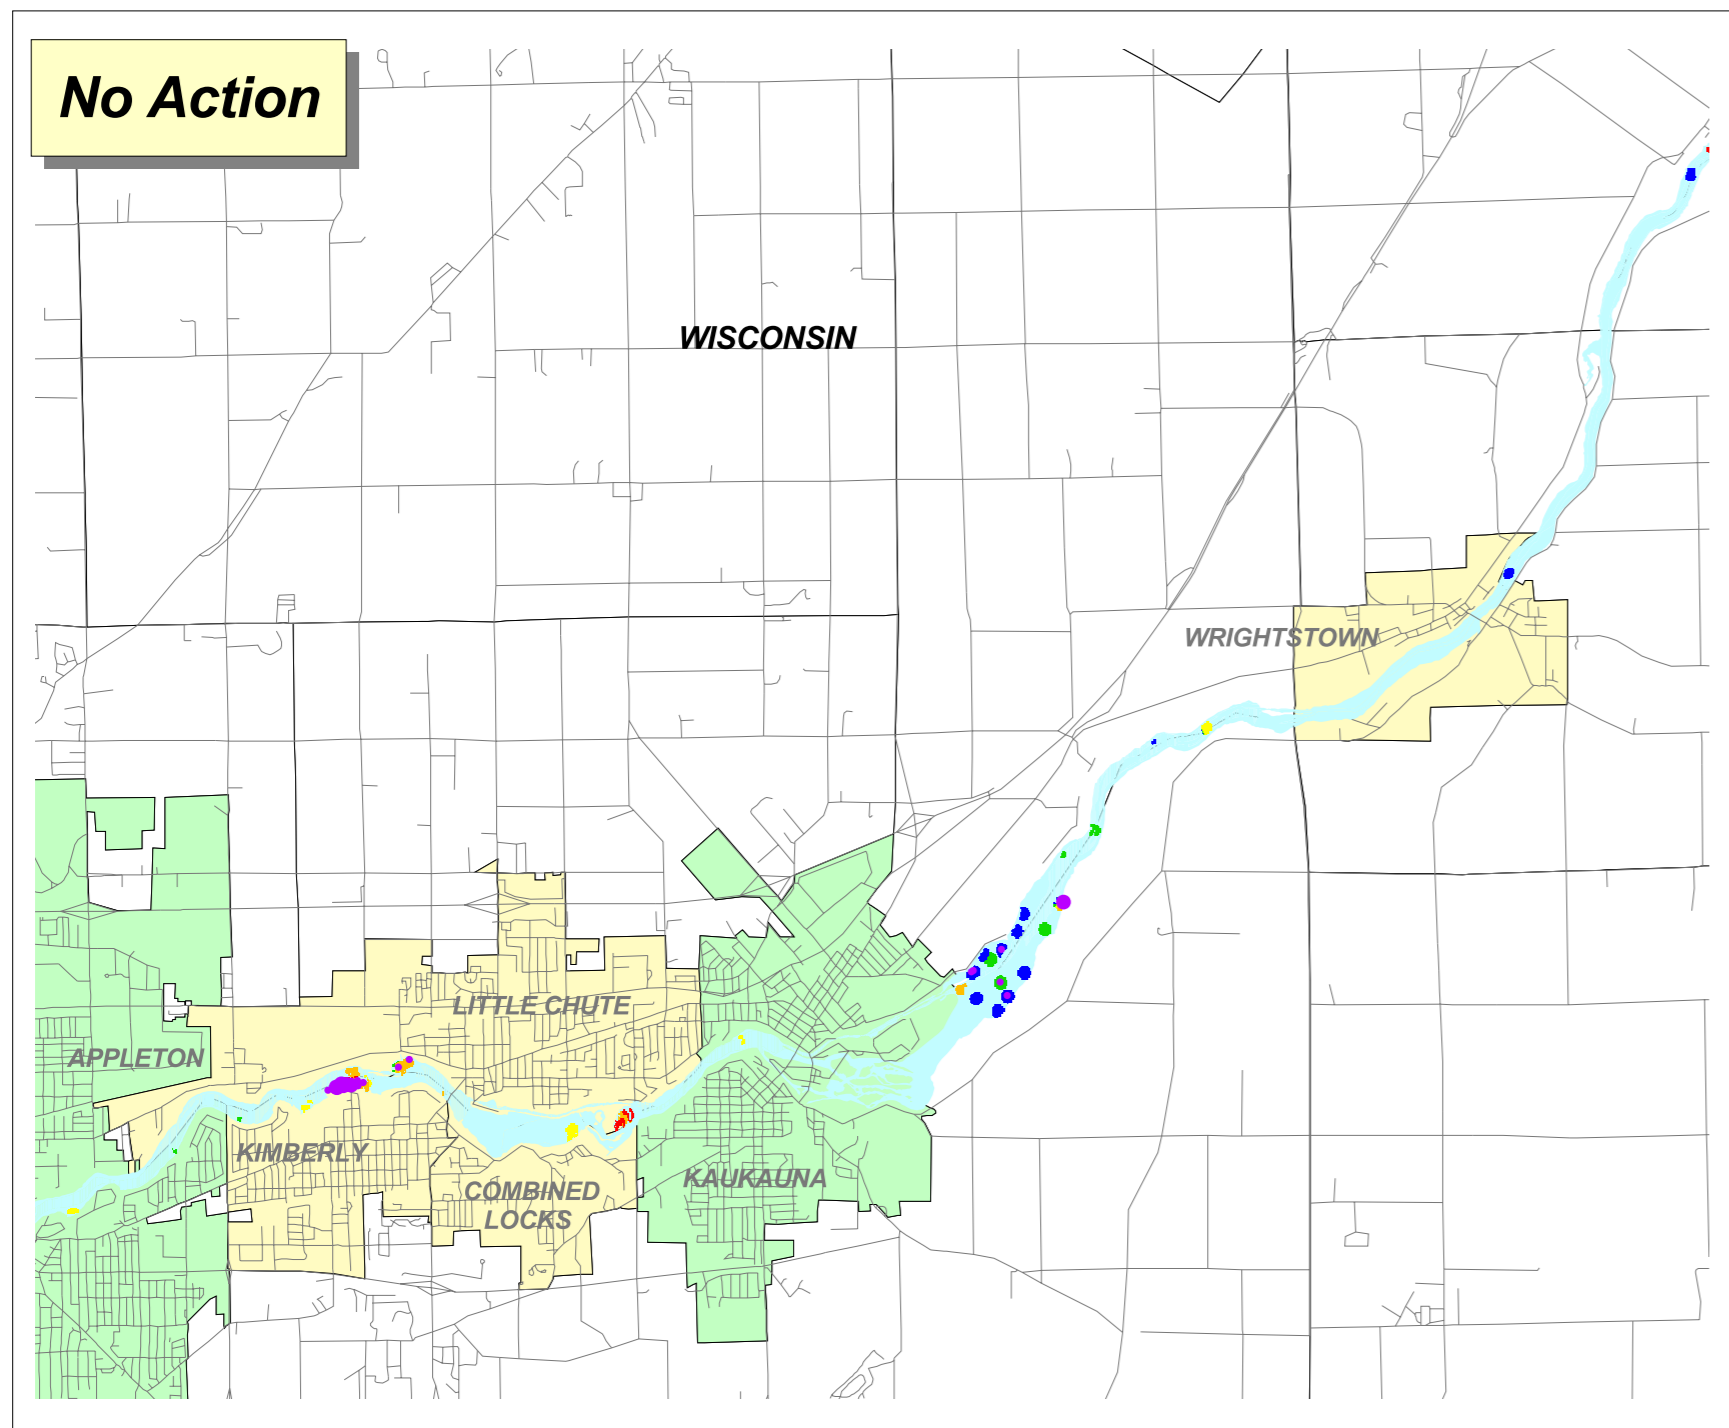 No Action
WISCONSIN
WRIGHTSTOWN
LITTLE CHUTE
APPLETON
KIMBERLY
COMBINED
LOCKS
KAUKAUNA